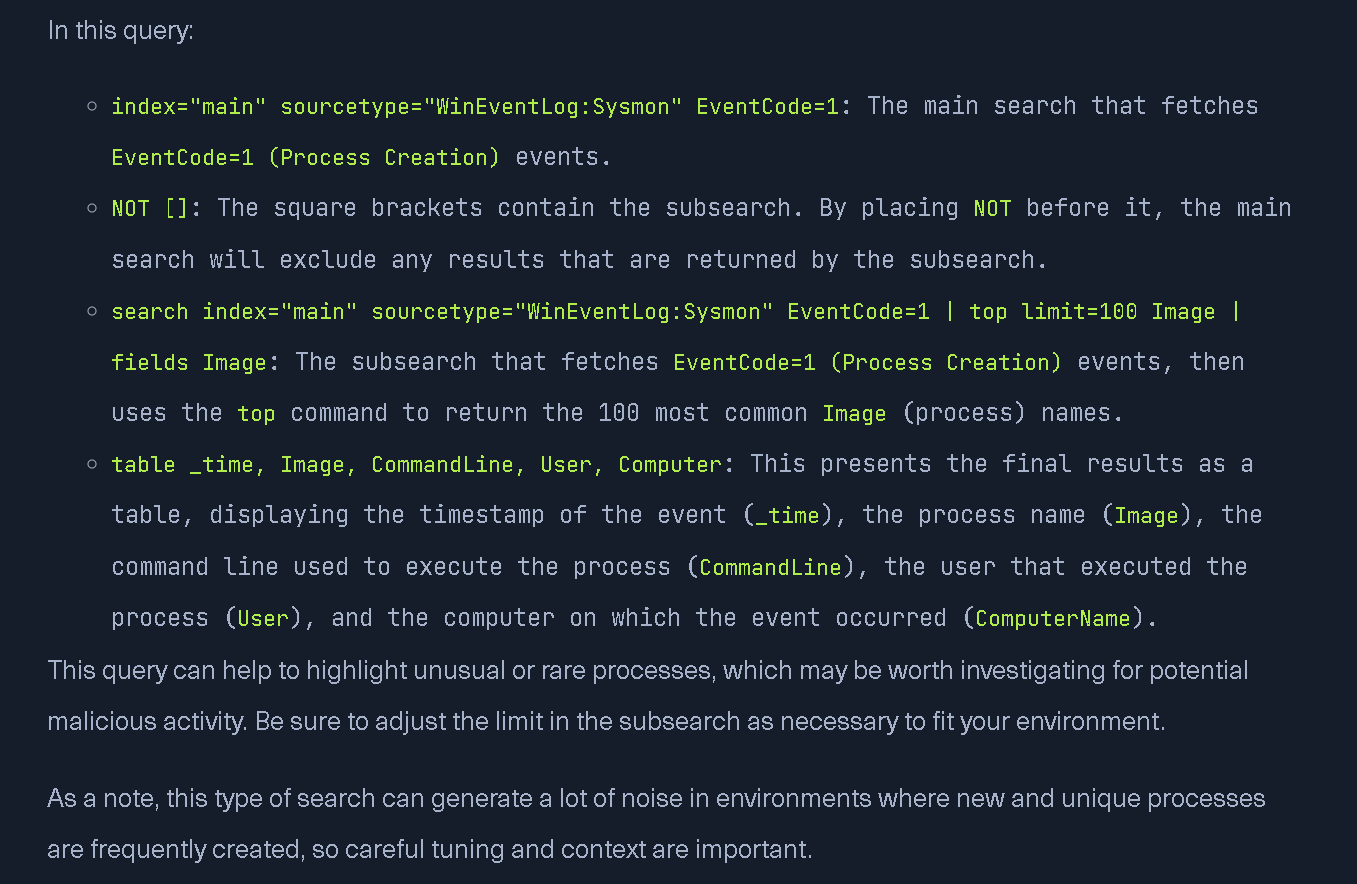 In this query:
index="main" sourcetype="WinEventLog:Sysmon" EventCode=1: The main search that fetches
EventCode=1 (Process Creation) events.
NOT []: The square brackets contain the subsearch. By placing NOT before it, the main
search will exclude any results that are returned by the subsearch.
search index="main" sourcetype="WinEventLog:Sysmon" EventCode=1 | top limit=100 Image |
fields Image: The subsearch that fetches EventCode=1 (Process Creation) events, then
uses the top command to return the 100 most common Image (process) names.
table _time, Image, CommandLine, User, Computer: This presents the final results as a
table, displaying the timestamp of the event (_time), the process name (Image), the
command line used to execute the process (CommandLine), the user that executed the
process (User), and the computer on which the event occurred (ComputerName).
This query can help to highlight unusual or rare processes, which may be worth investigating for potential
malicious activity. Be sure to adjust the limit in the subsearch as necessary to fit your environment.
As a note, this type of search can generate a lot of noise in environments where new and unique processes
are frequently created, so careful tuning and context are important.